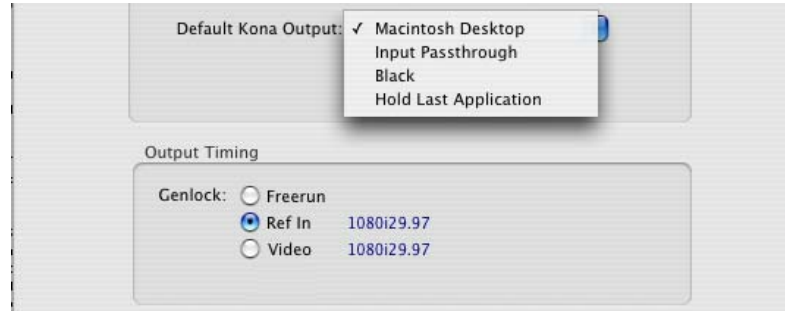 Default Kona Output: ✓ Macintosh Desktop
Input Passthrough
Black
Hold Last Application
Output Timing
Genlock: Freerun
Ref In 1080i29.97
Video 1080i29.97